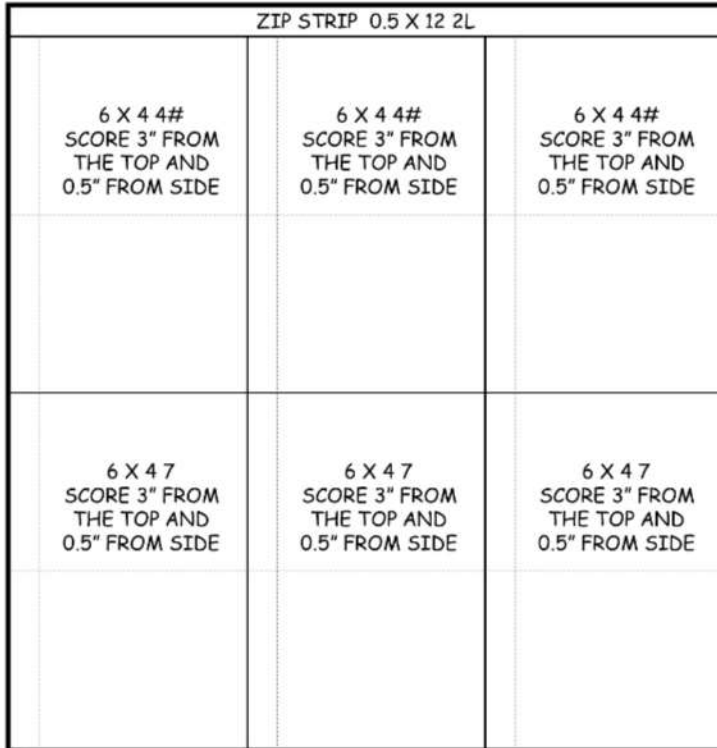 ZIP STRIP 0.5 X 12 2L
6 X 4 4#
SCORE 3" FROM
THE TOP AND
0.5" FROM SIDE
6 X 4 4#
SCORE 3" FROM
THE TOP AND
0.5" FROM SIDE
6 X 4 4#
SCORE 3" FROM
THE TOP AND
0.5" FROM SIDE
6 X 4 7
SCORE 3" FROM
THE TOP AND
0.5" FROM SIDE
6 X 4 7
SCORE 3" FROM
THE TOP AND
0.5" FROM SIDE
6 X 4 7
SCORE 3" FROM
THE TOP AND
0.5" FROM SIDE